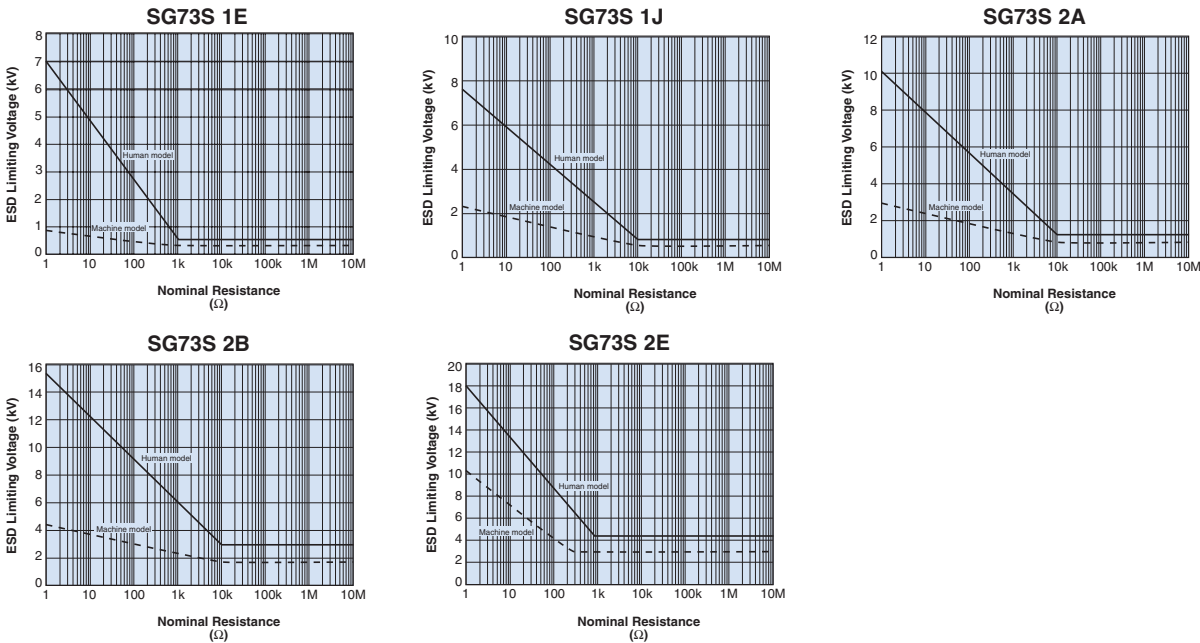 SG73S 1E
ESD Limiting Voltage (kV)
8
7
6
5
4
3
2
1
0
Human model
Machine model
1 10 100 1k 10k 100k 1M 10M
Nominal Resistance
(Ω)
SG73S 1J
ESD Limiting Voltage (kV)
10
8
6
4
2
0
Human model
Machine model
1 10 100 1k 10k 100k 1M 10M
Nominal Resistance
(Ω)
SG73S 2A
ESD Limiting Voltage (kV)
12
10
8
6
4
2
0
Human model
Machine model
1 10 100 1k 10k 100k 1M 10M
Nominal Resistance
(Ω)
SG73S 2B
ESD Limiting Voltage (kV)
16
14
12
10
8
6
4
2
0
Human model
Machine model
1 10 100 1k 10k 100k 1M 10M
Nominal Resistance
(Ω)
SG73S 2E
ESD Limiting Voltage (kV)
20
18
16
14
12
10
8
6
4
2
0
Human model
Machine model
1 10 100 1k 10k 100k 1M 10M
Nominal Resistance
(Ω)